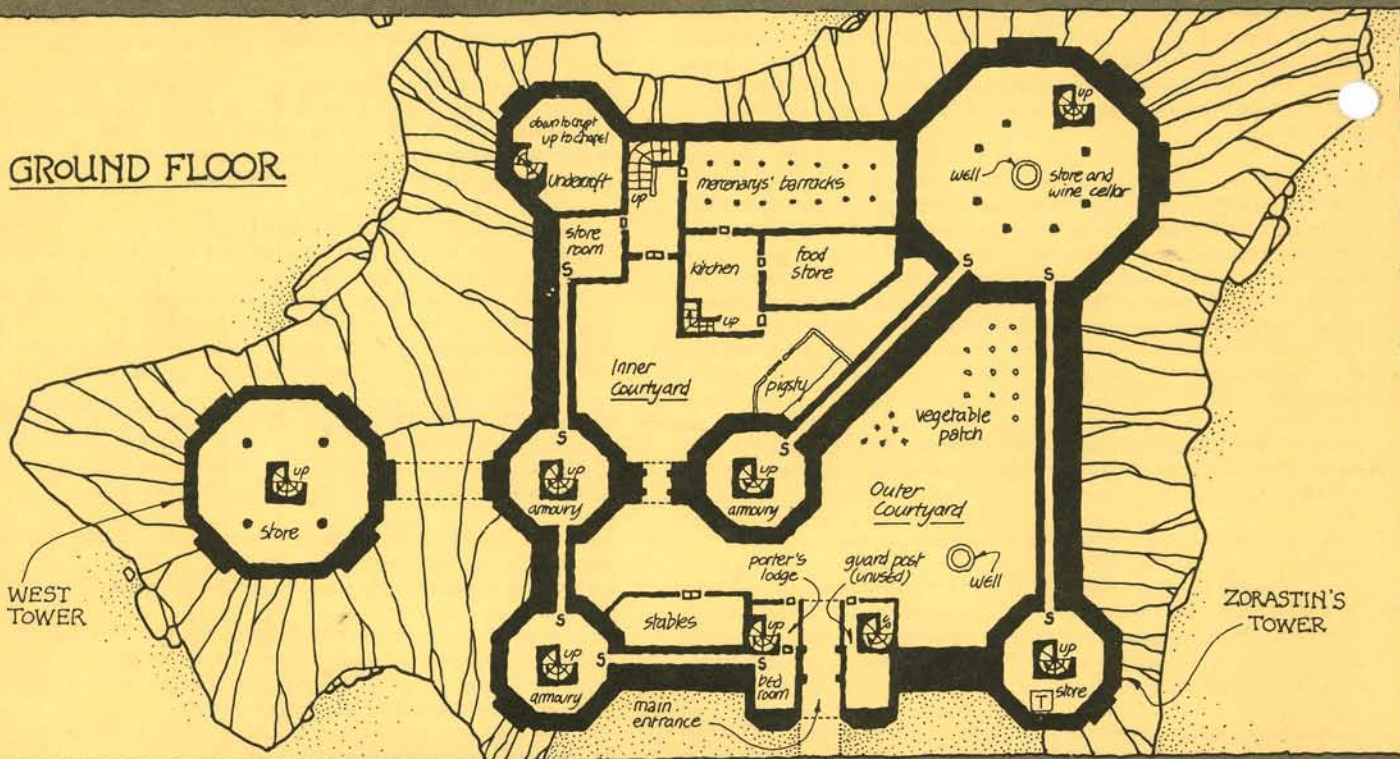 GROUND FLOOR
down to crypt
up to chapel
undercroft
up
mercenarys' barracks
up
well
store and
wine cellar
store
room
S
kitchen
food
store
up
S
S
Inner
Courtyard
pigsty
vegetable
patch
S
S
up
armoury
up
armoury
up
store
Outer
Courtyard
WEST
TOWER
porter's
lodge
guard post
(unused)
well
S
stables
up
S
ZORASTIN'S
TOWER
up
armoury
S
S
bed
room
up
store
T
main
entrance